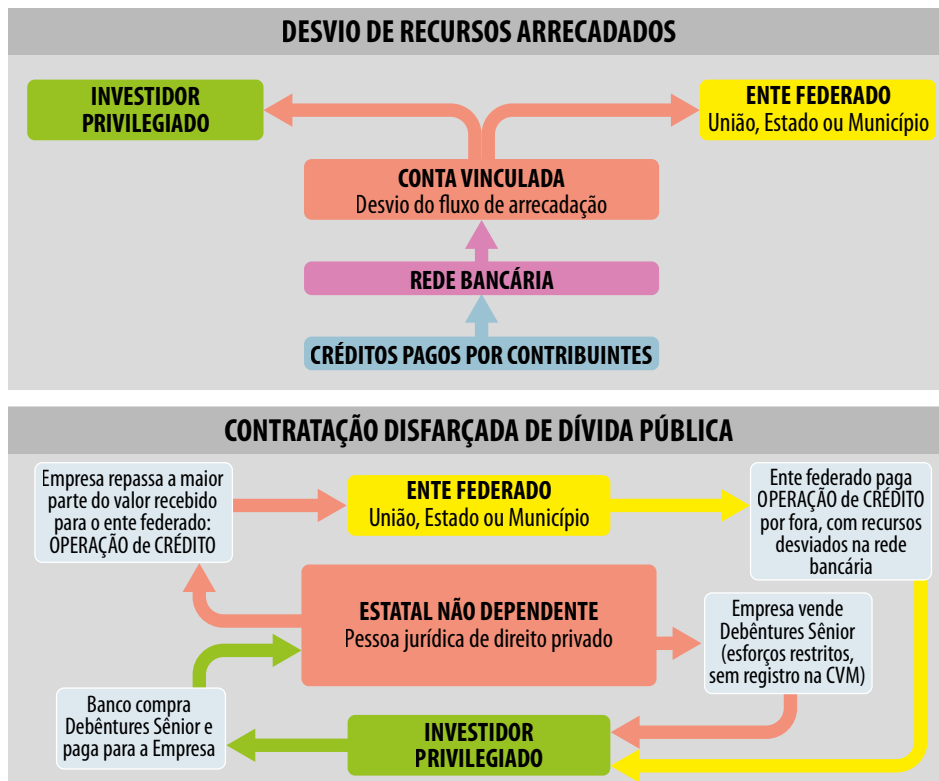 DESVIO DE RECURSOS ARRECADADOS
INVESTIDOR
PRIVILEGIADO
ENTE FEDERADO
União, Estado ou Município
CONTA VINCULADA
Desvio do fluxo de arrecadação
REDE BANCÁRIA
CRÉDITOS PAGOS POR CONTRIBUINTES
CONTRATAÇÃO DISFARÇADA DE DÍVIDA PÚBLICA
Empresa repassa a maior
parte do valor recebido
para o ente federado:
OPERAÇÃO de CRÉDITO
ENTE FEDERADO
União, Estado ou Município
Ente federado paga
OPERAÇÃO de CRÉDITO
por fora, com recursos
desviados na rede
bancária
ESTATAL NÃO DEPENDENTE
Pessoa jurídica de direito privado
Empresa vende
Debêntures Sênior
(esforços restritos,
sem registro na CVM)
Banco compra
Debêntures Sênior e
paga para a Empresa
INVESTIDOR
PRIVILEGIADO